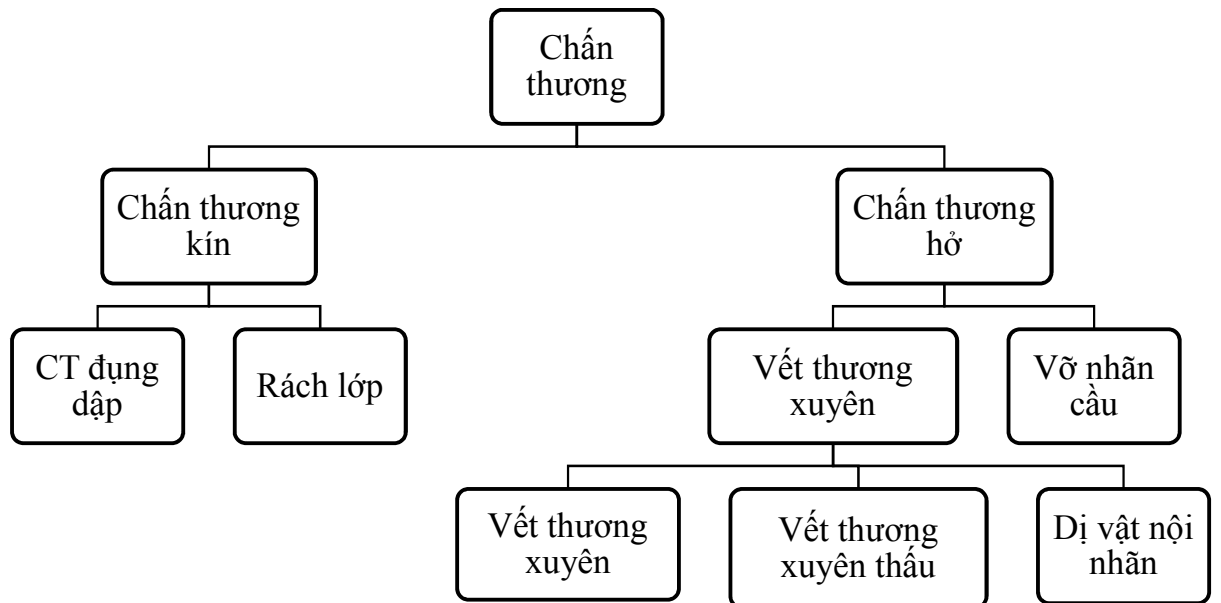 Chấn
thương
Chấn thương
kín
Chấn thương
hở
CT đụng
dập
Rách lớp
Vết thương
xuyên
Vỡ nhãn
cầu
Vết thương
xuyên
Vết thương
xuyên thấu
Dị vật nội
nhãn